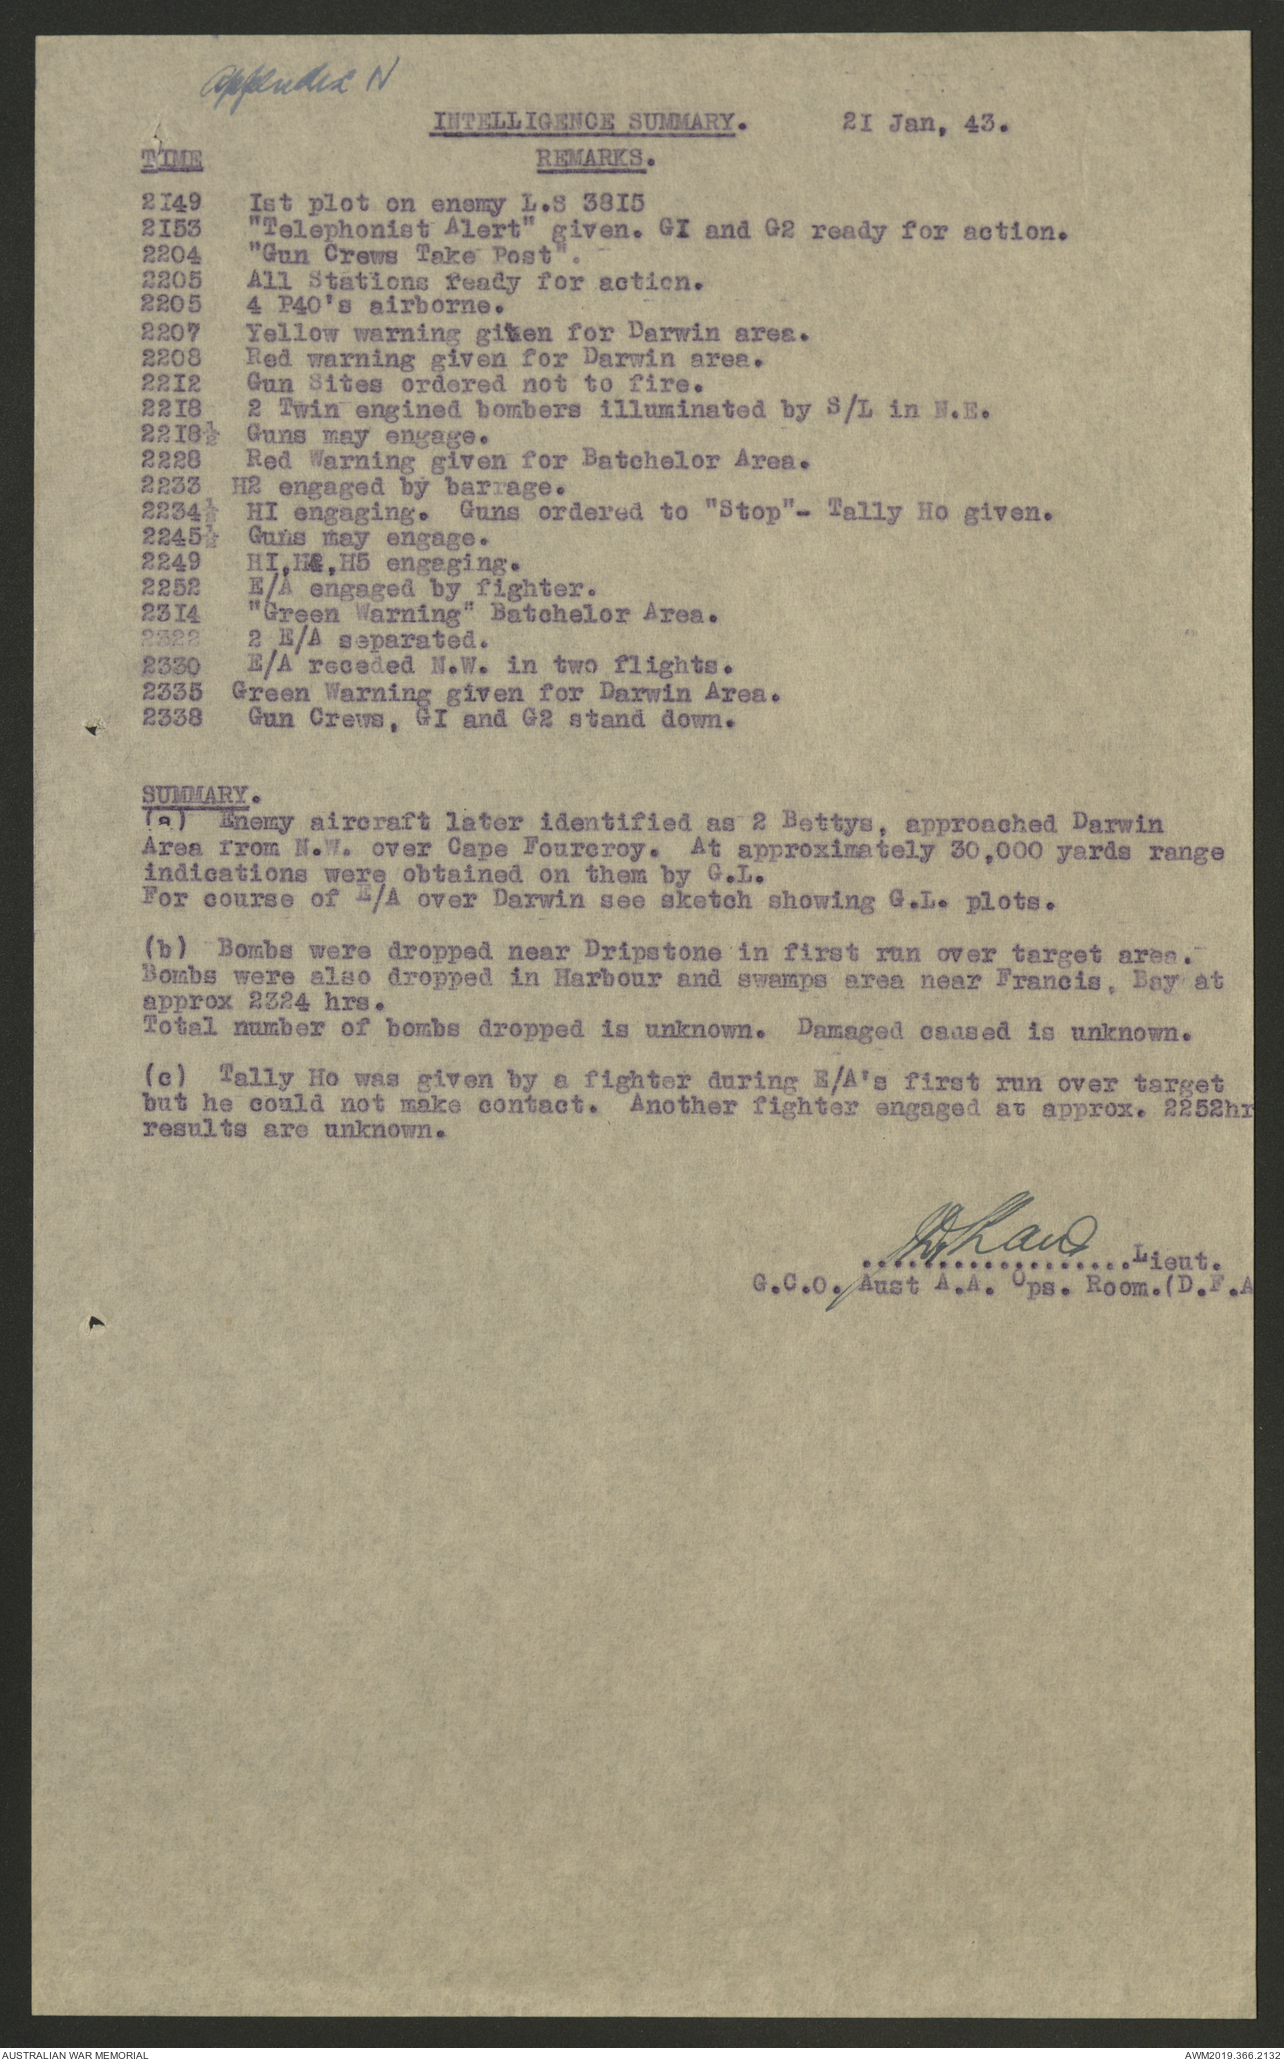 Appendix N
INTELLIGENCE SUMMARY. 2I Jan, 43.
TIME REMARKS.
2I49 Ist plot on enemy L.S 38I5
2I53 "Telephonist Alert" given. GI and G2 ready for action.
2204 "Gun Crews Take Post".
2205 All Stations ready for action.
2205 4 P40's airborne.
2207 Yellow warning given for Darwin area.
2208 Red warning given for Darwin area.
22I2 Gun Sites ordered not to fire.
22I8 2 Twin engined bombers illuminated by S/L in N.E.
22I8½ Guns may engage.
2228 Red Warning given for Batchelor Area.
2233 H2 engaged by barrage.
2234½ HI engaging. Guns ordered to "Stop"- Tally Ho given.
2245½ Guns may engage.
2249 HI,H2,H5 engaging.
2252 E/A engaged by fighter.
23I4 "Green Warning" Batchelor Area.
2322 2 E/A separated.
2330 E/A receded N.W. in two flights.
2335 Green Warning given for Darwin Area.
2338 Gun Crews, GI and G2 stand down.
SUMMARY.
(a) Enemy aircraft later identified as 2 Bettys, approached Darwin
Area from N.W. over Cape Fourcroy. At approximately 30,000 yards range
indications were obtained on them by G.L.
For course of E/A over Darwin see sketch showing G.L. plots.
(b) Bombs were dropped near Dripstone in first run over target area.
Bombs were also dropped in Harbour and swamps area near Francis, Bay at
approx 2324 hrs.
Total number of bombs dropped is unknown. Damaged caused is unknown.
(c) Tally Ho was given by a fighter during E/A's first run over target
but he could not make contact. Another fighter engaged at approx. 2252hr
results are unknown.
..................Lieut.
G.C.O. Aust A.A. Ops. Room.(D.F.A
AUSTRALIAN WAR MEMORIAL AWM2019.366.2132